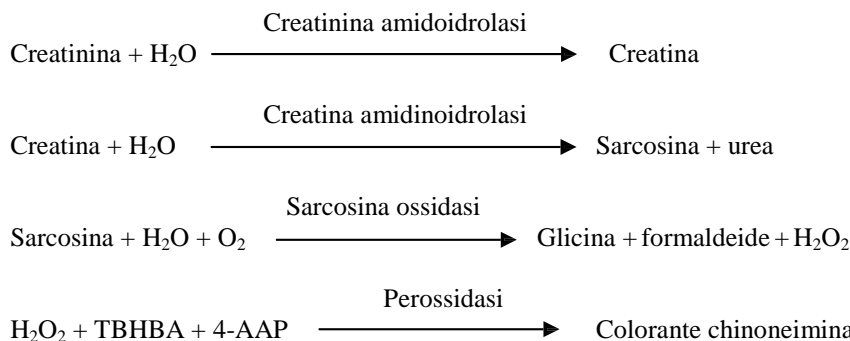 Creatinina amidoidrolasi
Creatinina + H₂O Creatina
Creatina amidinoidrolasi
Creatina + H₂O Sarcosina + urea
Sarcosina ossidasi
Sarcosina + H₂O + O₂ Glicina + formaldeide + H₂O₂
Perossidasi
H₂O₂ + TBHBA + 4-AAP Colorante chinoneimina